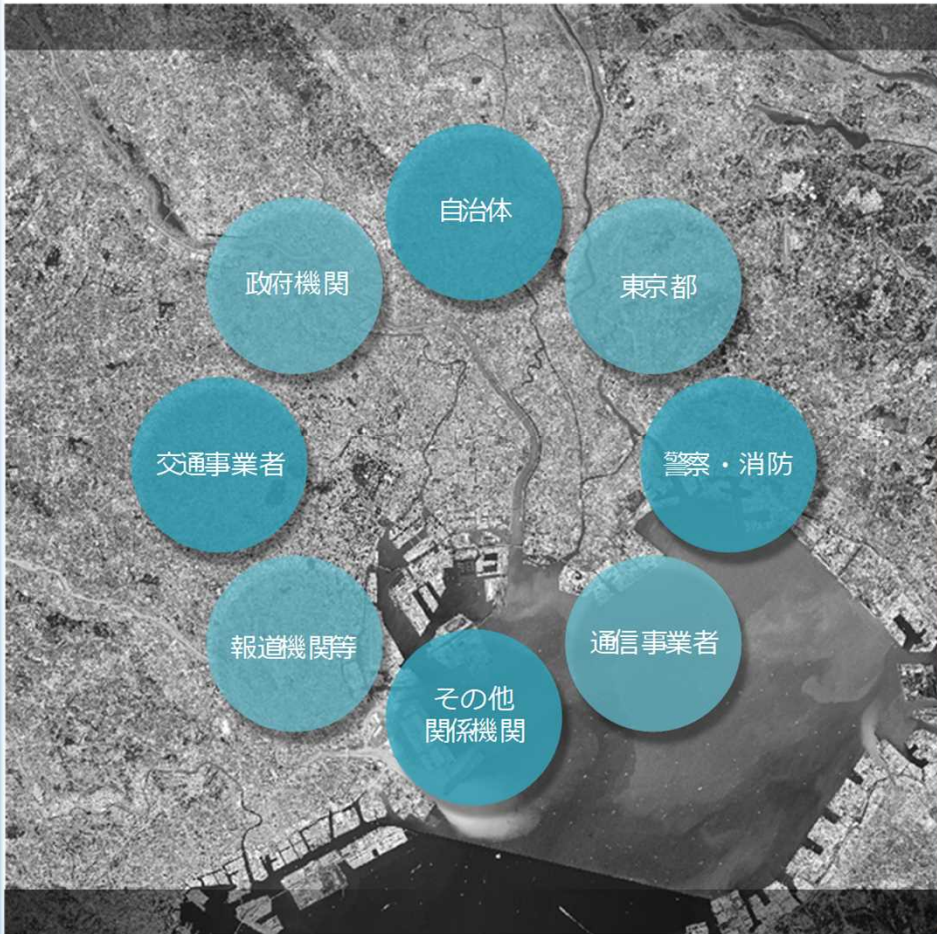 自治体
政府機関
東京都
交通事業者
警察・消防
報道機関等
通信事業者
その他
関係機関